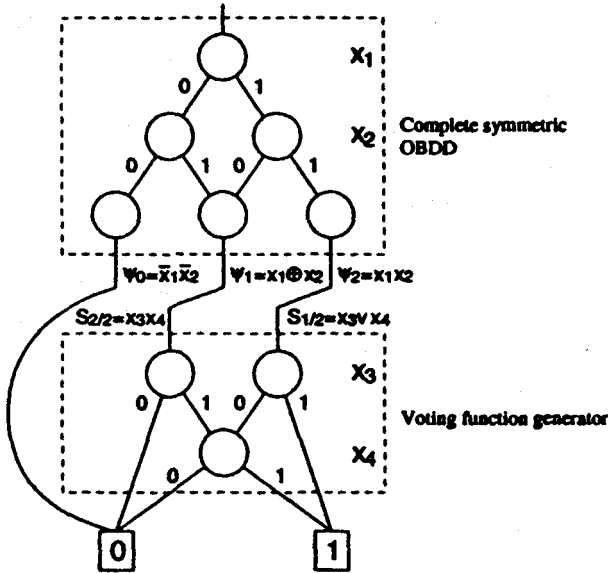 X1
0 1
X2
Complete symmetric
OBDD
0 1 0 1
Ψ0=x̄1x̄2 Ψ1=x1⊕x2 Ψ2=x1x2
S2/2=x3x4 S1/2=x3∨x4
X3
0 1 0 1
Voting function generator
X4
0 1
0 1